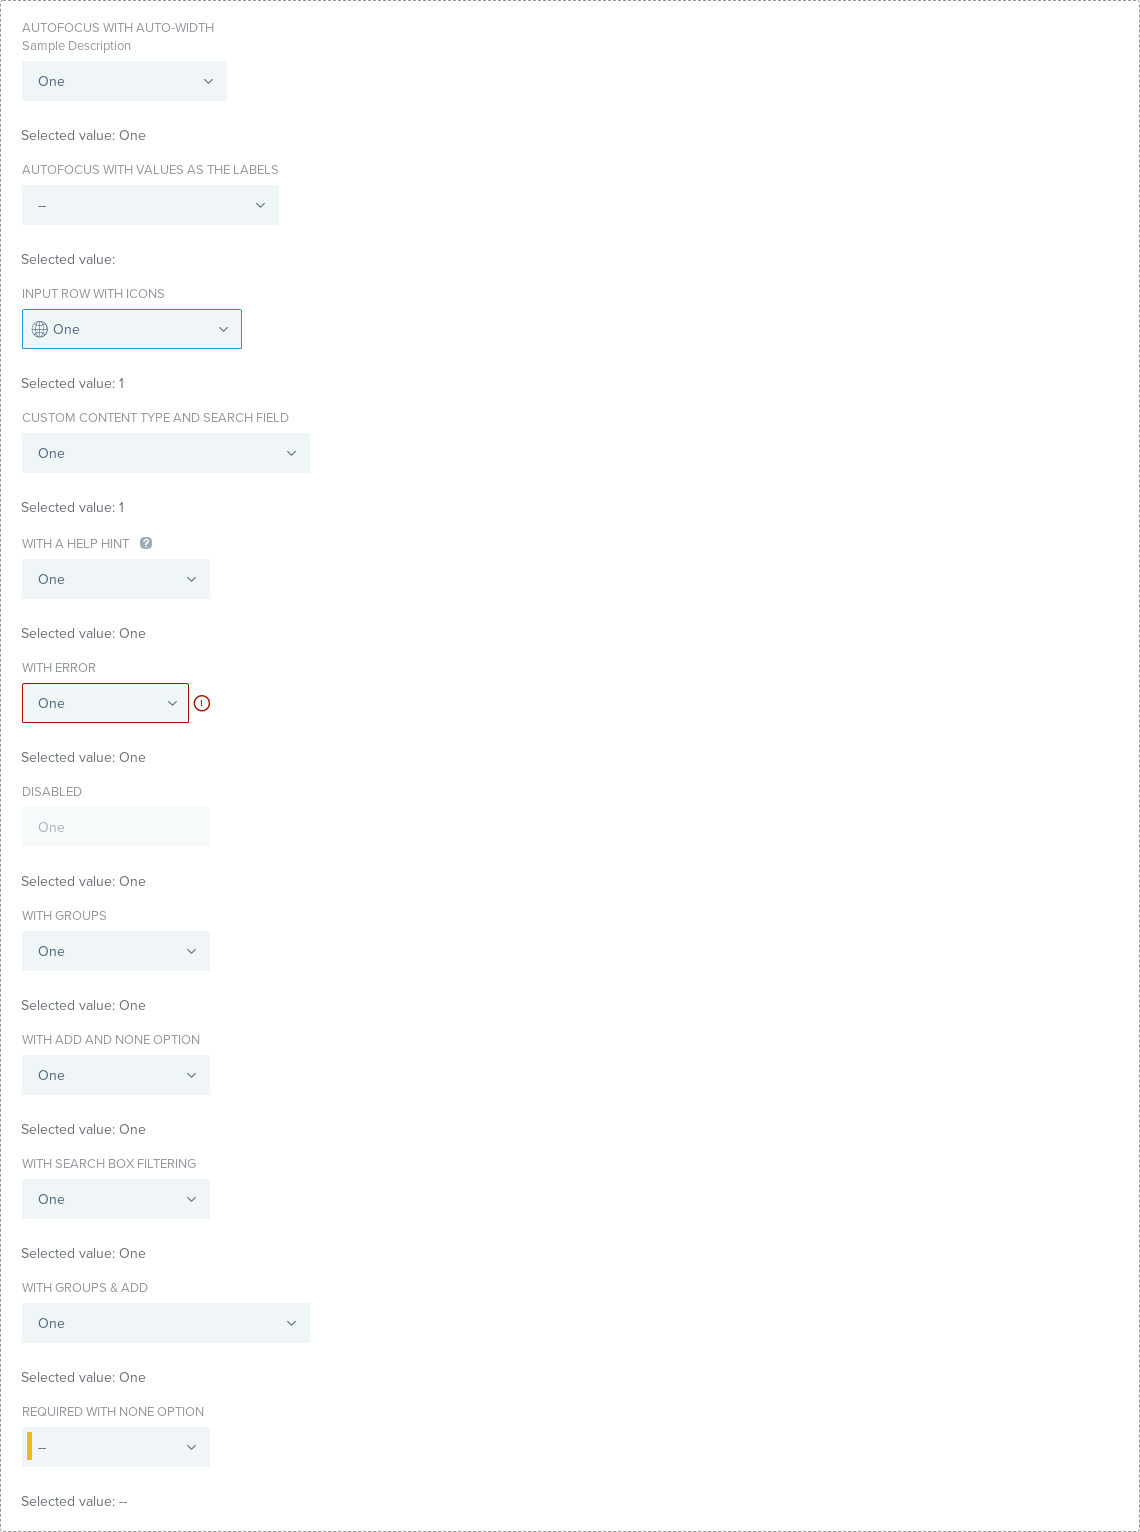 AUTOFOCUS WITH AUTO-WIDTH
Sample Description
One
Selected value: One
AUTOFOCUS WITH VALUES AS THE LABELS
--
Selected value:
INPUT ROW WITH ICONS
One
Selected value: 1
CUSTOM CONTENT TYPE AND SEARCH FIELD
One
Selected value: 1
WITH A HELP HINT ?
One
Selected value: One
WITH ERROR
One
Selected value: One
DISABLED
One
Selected value: One
WITH GROUPS
One
Selected value: One
WITH ADD AND NONE OPTION
One
Selected value: One
WITH SEARCH BOX FILTERING
One
Selected value: One
WITH GROUPS & ADD
One
Selected value: One
REQUIRED WITH NONE OPTION
--
Selected value: --